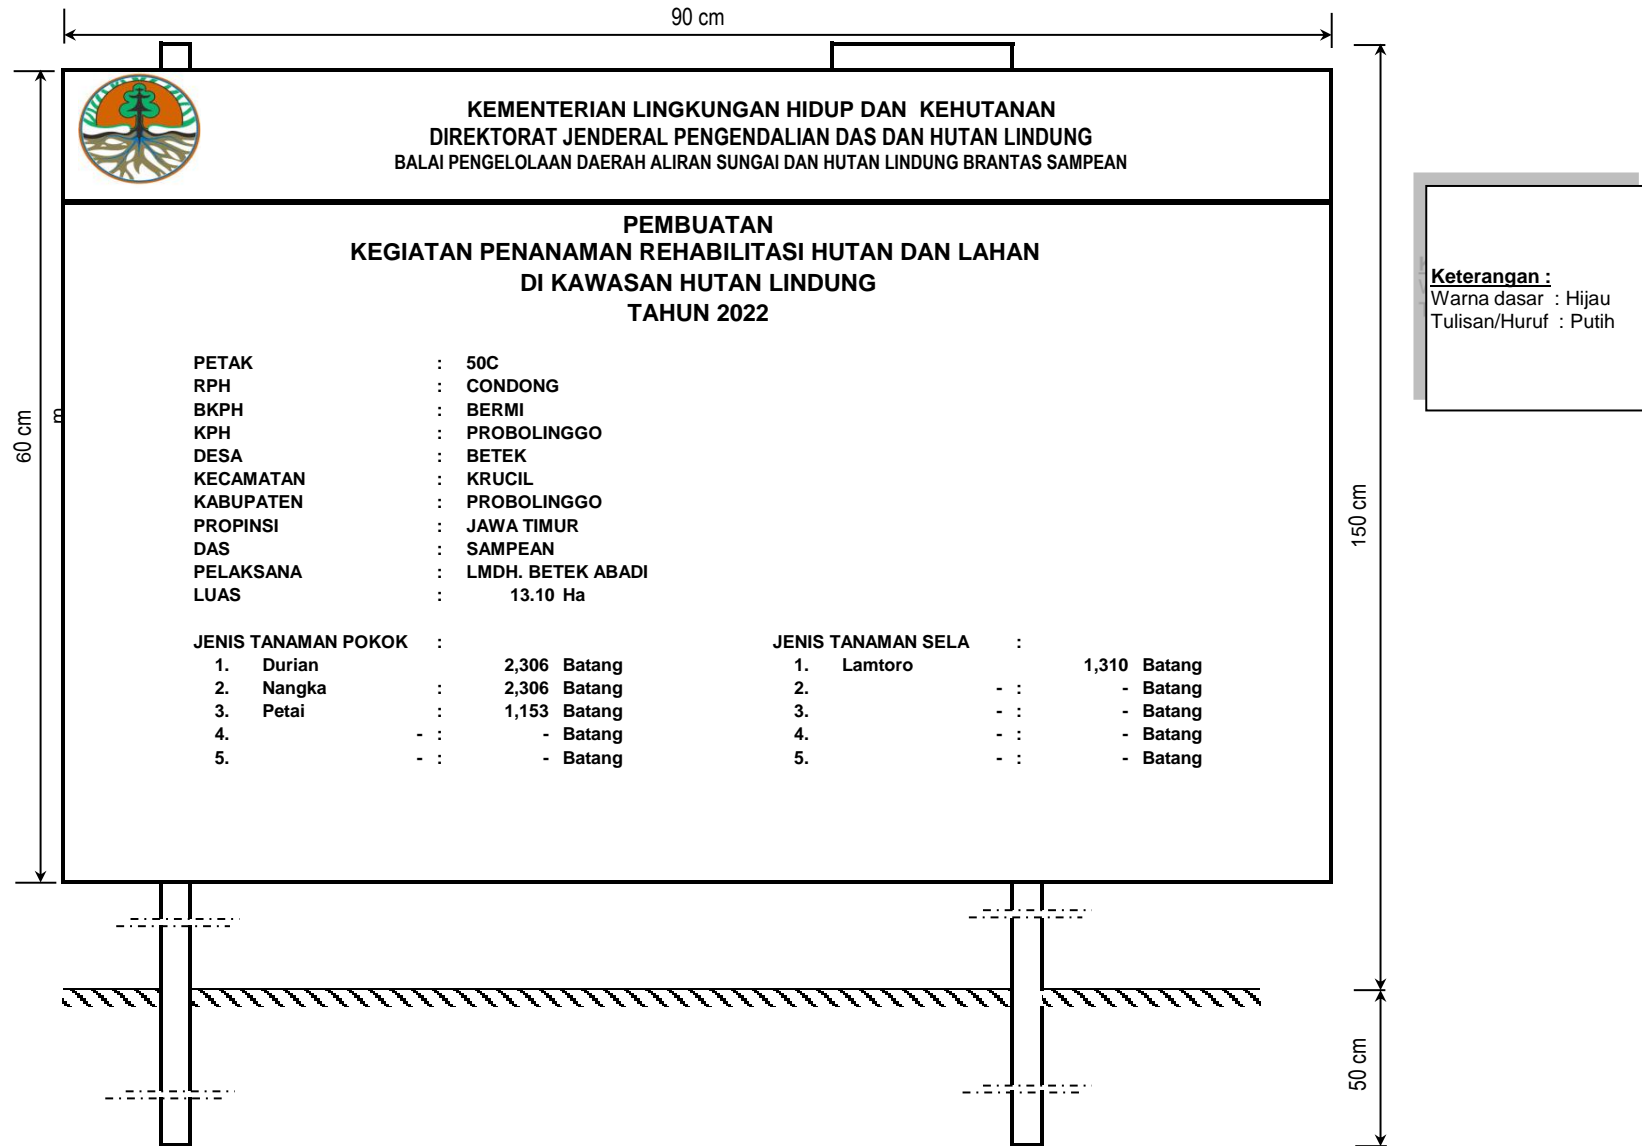 90 cm
KEMENTERIAN LINGKUNGAN HIDUP DAN KEHUTANAN
DIREKTORAT JENDERAL PENGENDALIAN DAS DAN HUTAN LINDUNG
BALAI PENGELOLAAN DAERAH ALIRAN SUNGAI DAN HUTAN LINDUNG BRANTAS SAMPEAN
PEMBUATAN
KEGIATAN PENANAMAN REHABILITASI HUTAN DAN LAHAN
DI KAWASAN HUTAN LINDUNG
TAHUN 2022
PETAK : 50C
RPH : CONDONG
BKPH : BERMI
KPH : PROBOLINGGO
DESA : BETEK
KECAMATAN : KRUCIL
KABUPATEN : PROBOLINGGO
PROPINSI : JAWA TIMUR
DAS : SAMPEAN
PELAKSANA : LMDH. BETEK ABADI
LUAS : 13.10 Ha
JENIS TANAMAN POKOK :
1. Durian 2,306 Batang
2. Nangka : 2,306 Batang
3. Petai : 1,153 Batang
4. - : - Batang
5. - : - Batang
JENIS TANAMAN SELA :
1. Lamtoro 1,310 Batang
2. - : - Batang
3. - : - Batang
4. - : - Batang
5. - : - Batang
60 cm
m
150 cm
50 cm
Keterangan :
Warna dasar : Hijau
Tulisan/Huruf : Putih